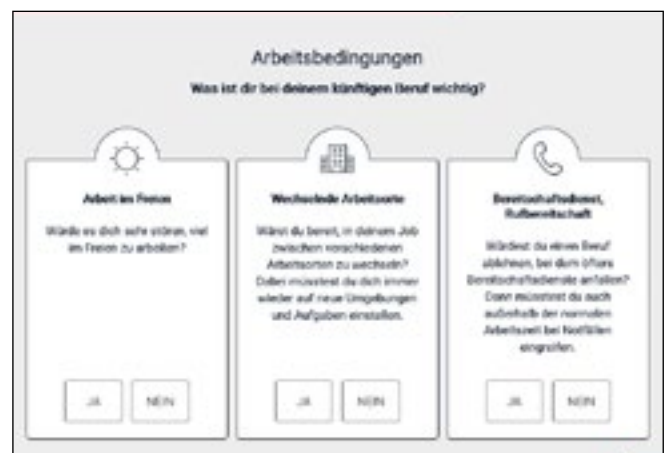 Arbeitsbedingungen
Was ist dir bei deinem künftigen Beruf wichtig?
Arbeit im Freien
Würde es dich sehr stören, viel
im Freien zu arbeiten?
JA
NEIN
Wechselnde Arbeitsorte
Wärst du bereit, in deinem Job
zwischen verschiedenen
Arbeitsorten zu wechseln?
Dabei müsstest du dich immer
wieder auf neue Umgebungen
und Aufgaben einstellen.
JA
NEIN
Bereitschaftsdienst,
Rufbereitschaft
Würdest du einen Beruf
ablehnen, bei dem öfters
Bereitschaftsdienste anfallen?
Dann müsstest du auch
außerhalb der normalen
Arbeitszeit bei Notfällen
eingreifen.
JA
NEIN